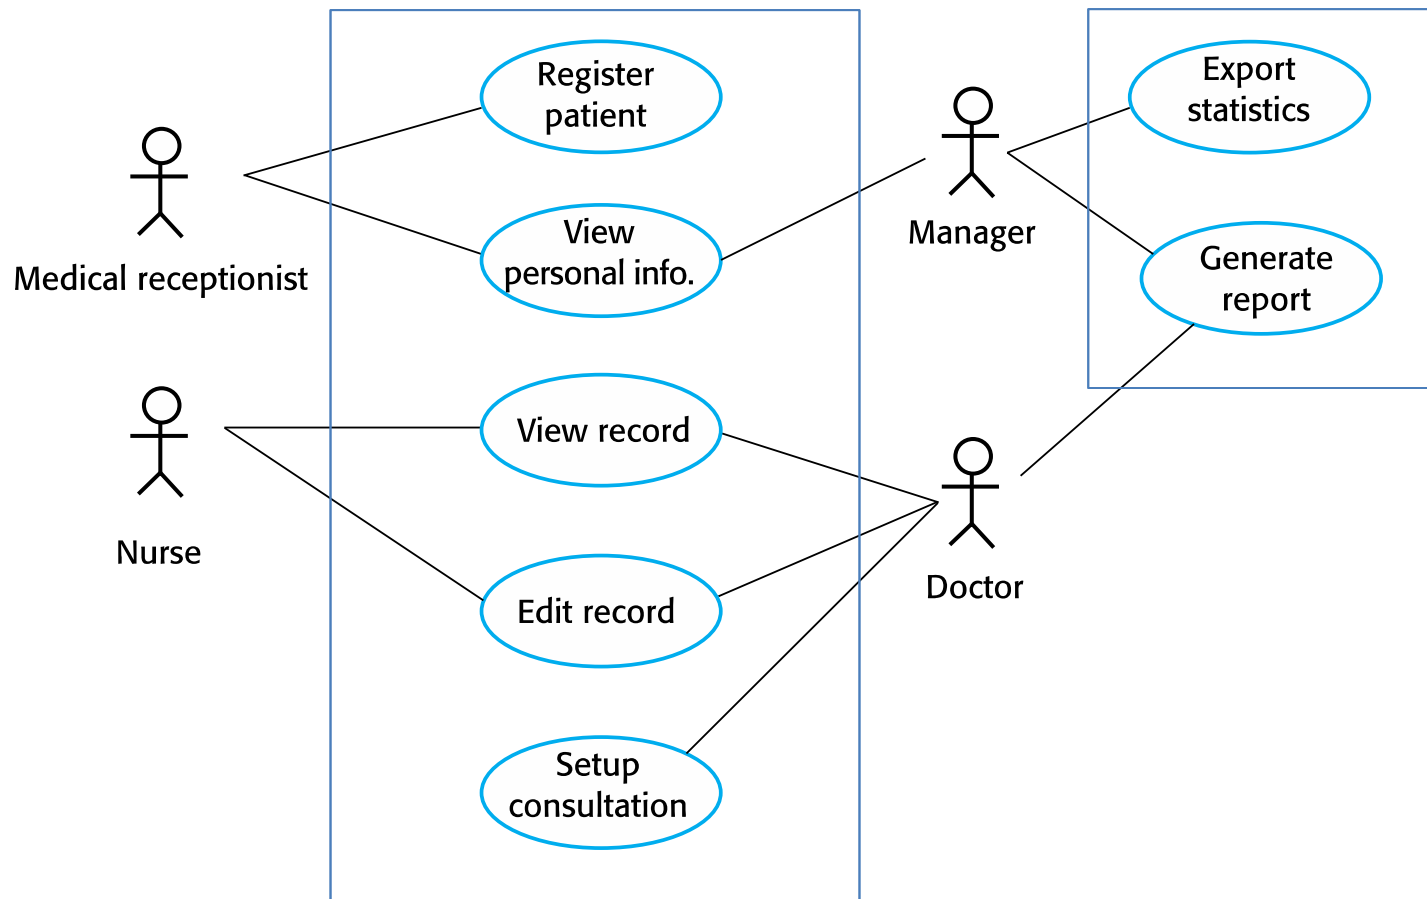 Register
patient
View
personal info.
Medical receptionist
View record
Nurse
Edit record
Setup
consultation
Manager
Export
statistics
Generate
report
Doctor